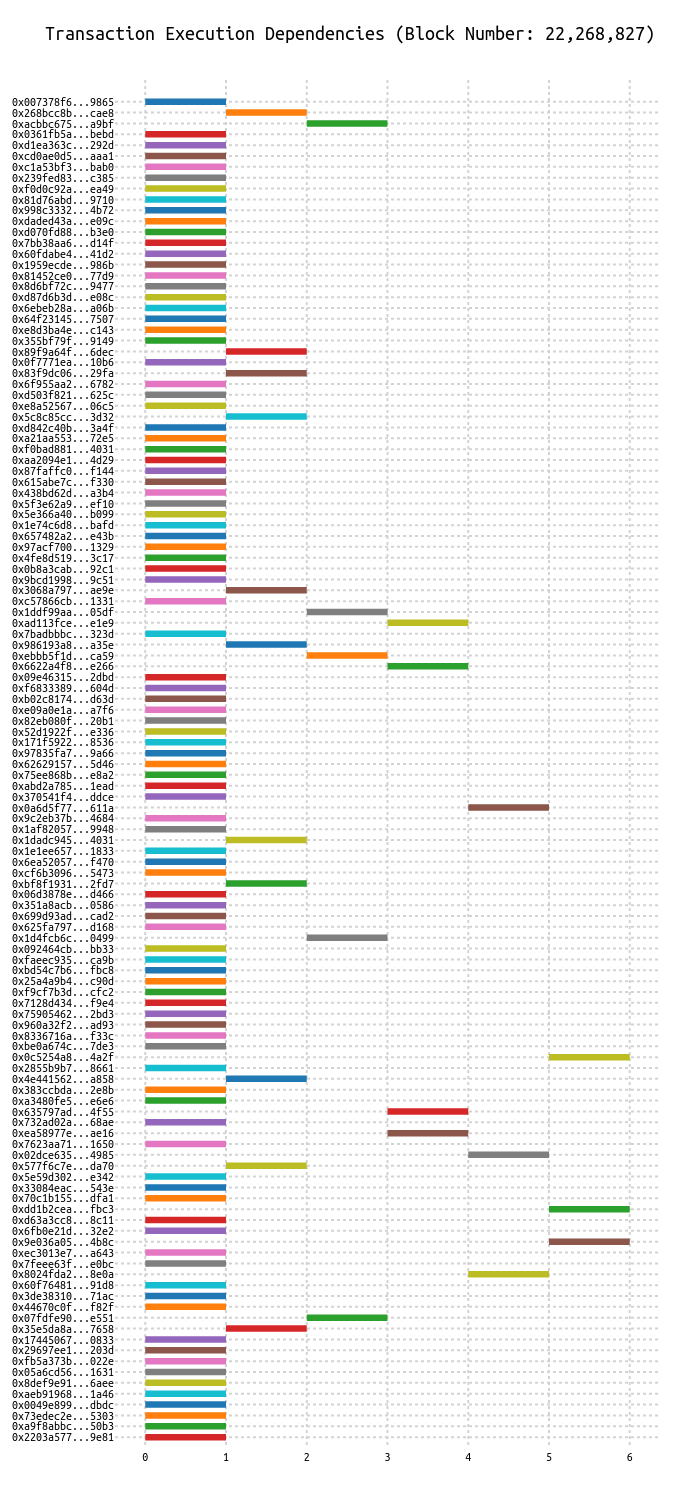 Transaction Execution Dependencies (Block Number: 22,268,827)
0x007378f6...9865
0x268bcc8b...cae8
0xacbbc675...a9bf
0x0361fb5a...bebd
0xd1ea363c...292d
0xcd0ae0d5...aaa1
0xc1a53bf3...bab0
0x239fed83...c385
0xf0d0c92a...ea49
0x81d76abd...9710
0x998c3332...4b72
0xdaded43a...e09c
0xd070fd88...b3e0
0x7bb38aa6...d14f
0x60fdabe4...41d2
0x1959ecde...986b
0x81452ce0...77d9
0x8d6bf72c...9477
0xd87d6b3d...e08c
0x6ebeb28a...a06b
0x64f23145...7507
0xe8d3ba4e...c143
0x355bf79f...9149
0x89f9a64f...6dec
0x0f7771ea...10b6
0x83f9dc06...29fa
0x6f955aa2...6782
0xd503f821...625c
0xe8a52567...06c5
0x5c8c85cc...3d32
0xd842c40b...3a4f
0xa21aa553...72e5
0xf0bad881...4031
0xaa2094e1...4d29
0x87faffc0...f144
0x615abe7c...f330
0x438bd62d...a3b4
0x5f3e62a9...ef10
0x5e366a40...b099
0x1e74c6d8...bafd
0x657482a2...e43b
0x97acf700...1329
0x4fe8d519...3c17
0x0b8a3cab...92c1
0x9bcd1998...9c51
0x3068a797...ae9e
0xc57866cb...1331
0x1ddf99aa...05df
0xad113fce...e1e9
0x7badbbbc...323d
0x986193a8...a35e
0xebbb5f1d...ca59
0x6622a4f8...e266
0x09e46315...2dbd
0xf6833389...604d
0xb02c8174...d63d
0xe09a0e1a...a7f6
0x82eb080f...20b1
0x52d1922f...e336
0x171f5922...8536
0x97835fa7...9a66
0x62629157...5d46
0x75ee868b...e8a2
0xabd2a785...1ead
0x370541f4...ddce
0x0a6d5f77...611a
0x9c2eb37b...4684
0x1af82057...9948
0x1dadc945...4031
0x1e1ee657...1833
0x6ea52057...f470
0xcf6b3096...5473
0xbf8f1931...2fd7
0x06d3878e...d466
0x351a8acb...0586
0x699d93ad...cad2
0x625fa797...d168
0x1d4fcb6c...0499
0x092464cb...bb33
0xfaeec935...ca9b
0xbd54c7b6...fbc8
0x25a4a9b4...c90d
0xf9cf7b3d...cfc2
0x7128d434...f9e4
0x75905462...2bd3
0x960a32f2...ad93
0x8336716a...f33c
0xbe0a674c...7de3
0x0c5254a8...4a2f
0x2855b9b7...8661
0x4e441562...a858
0x383ccbda...2e8b
0xa3480fe5...e6e6
0x635797ad...4f55
0x732ad02a...68ae
0xea58977e...ae16
0x7623aa71...1650
0x02dce635...4985
0x577f6c7e...da70
0x5e59d302...e342
0x33084eac...543e
0x70c1b155...dfa1
0xdd1b2cea...fbc3
0xd63a3cc8...8c11
0x6fb0e21d...32e2
0x9e036a05...4b8c
0xec3013e7...a643
0x7feee63f...e0bc
0x8024fda2...8e0a
0x60f76481...91d8
0x3de38310...71ac
0x44670c0f...f82f
0x07fdfe90...e551
0x35e5da8a...7658
0x17445067...0833
0x29697ee1...203d
0xfb5a373b...022e
0x05a6cd56...1631
0x8def9e91...6aee
0xaeb91968...1a46
0x0049e899...dbdc
0x73edec2e...5303
0xa9f8abbc...50b3
0x2203a577...9e81
0 1 2 3 4 5 6